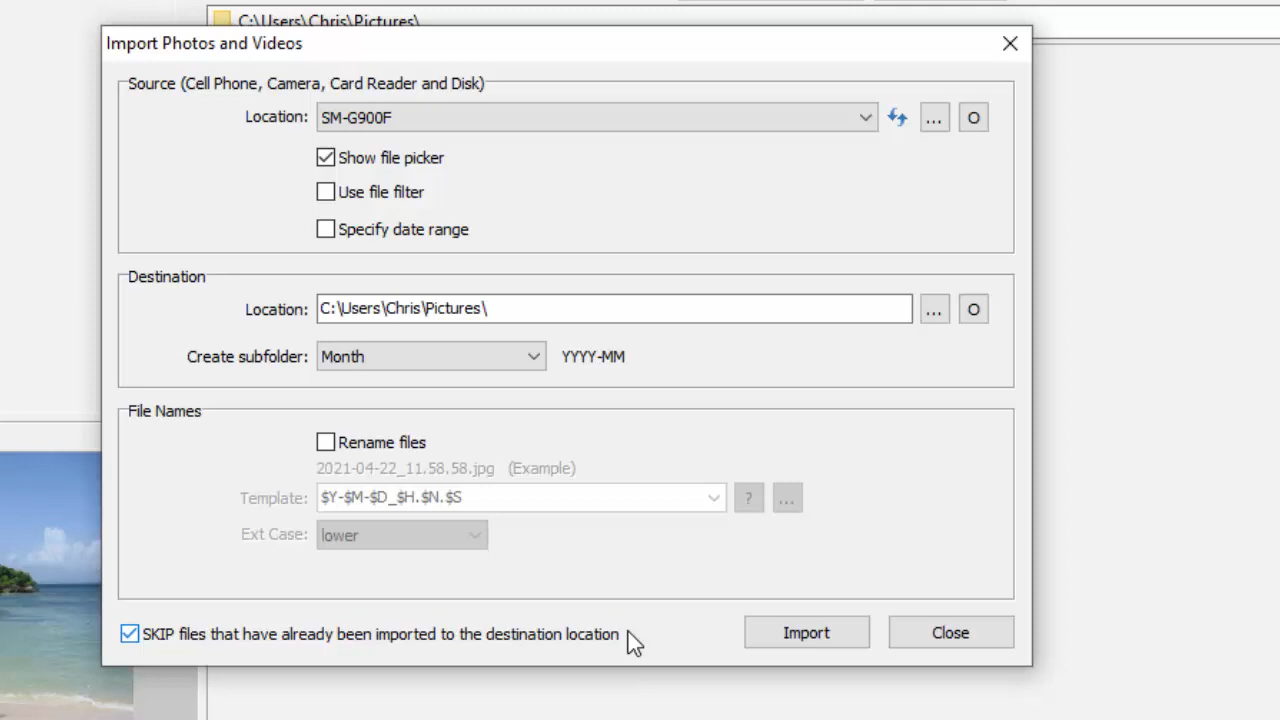 C:\Users\Chris\Pictures\
Import Photos and Videos
Source (Cell Phone, Camera, Card Reader and Disk)
Location: SM-G900F ... O
Show file picker
Use file filter
Specify date range
Destination
Location: C:\Users\Chris\Pictures\ ... O
Create subfolder: Month YYYY-MM
File Names
Rename files
2021-04-22_11.58.58.jpg (Example)
Template: $Y-$M-$D_$H.$N.$S ? ...
Ext Case: lower
SKIP files that have already been imported to the destination location Import Close